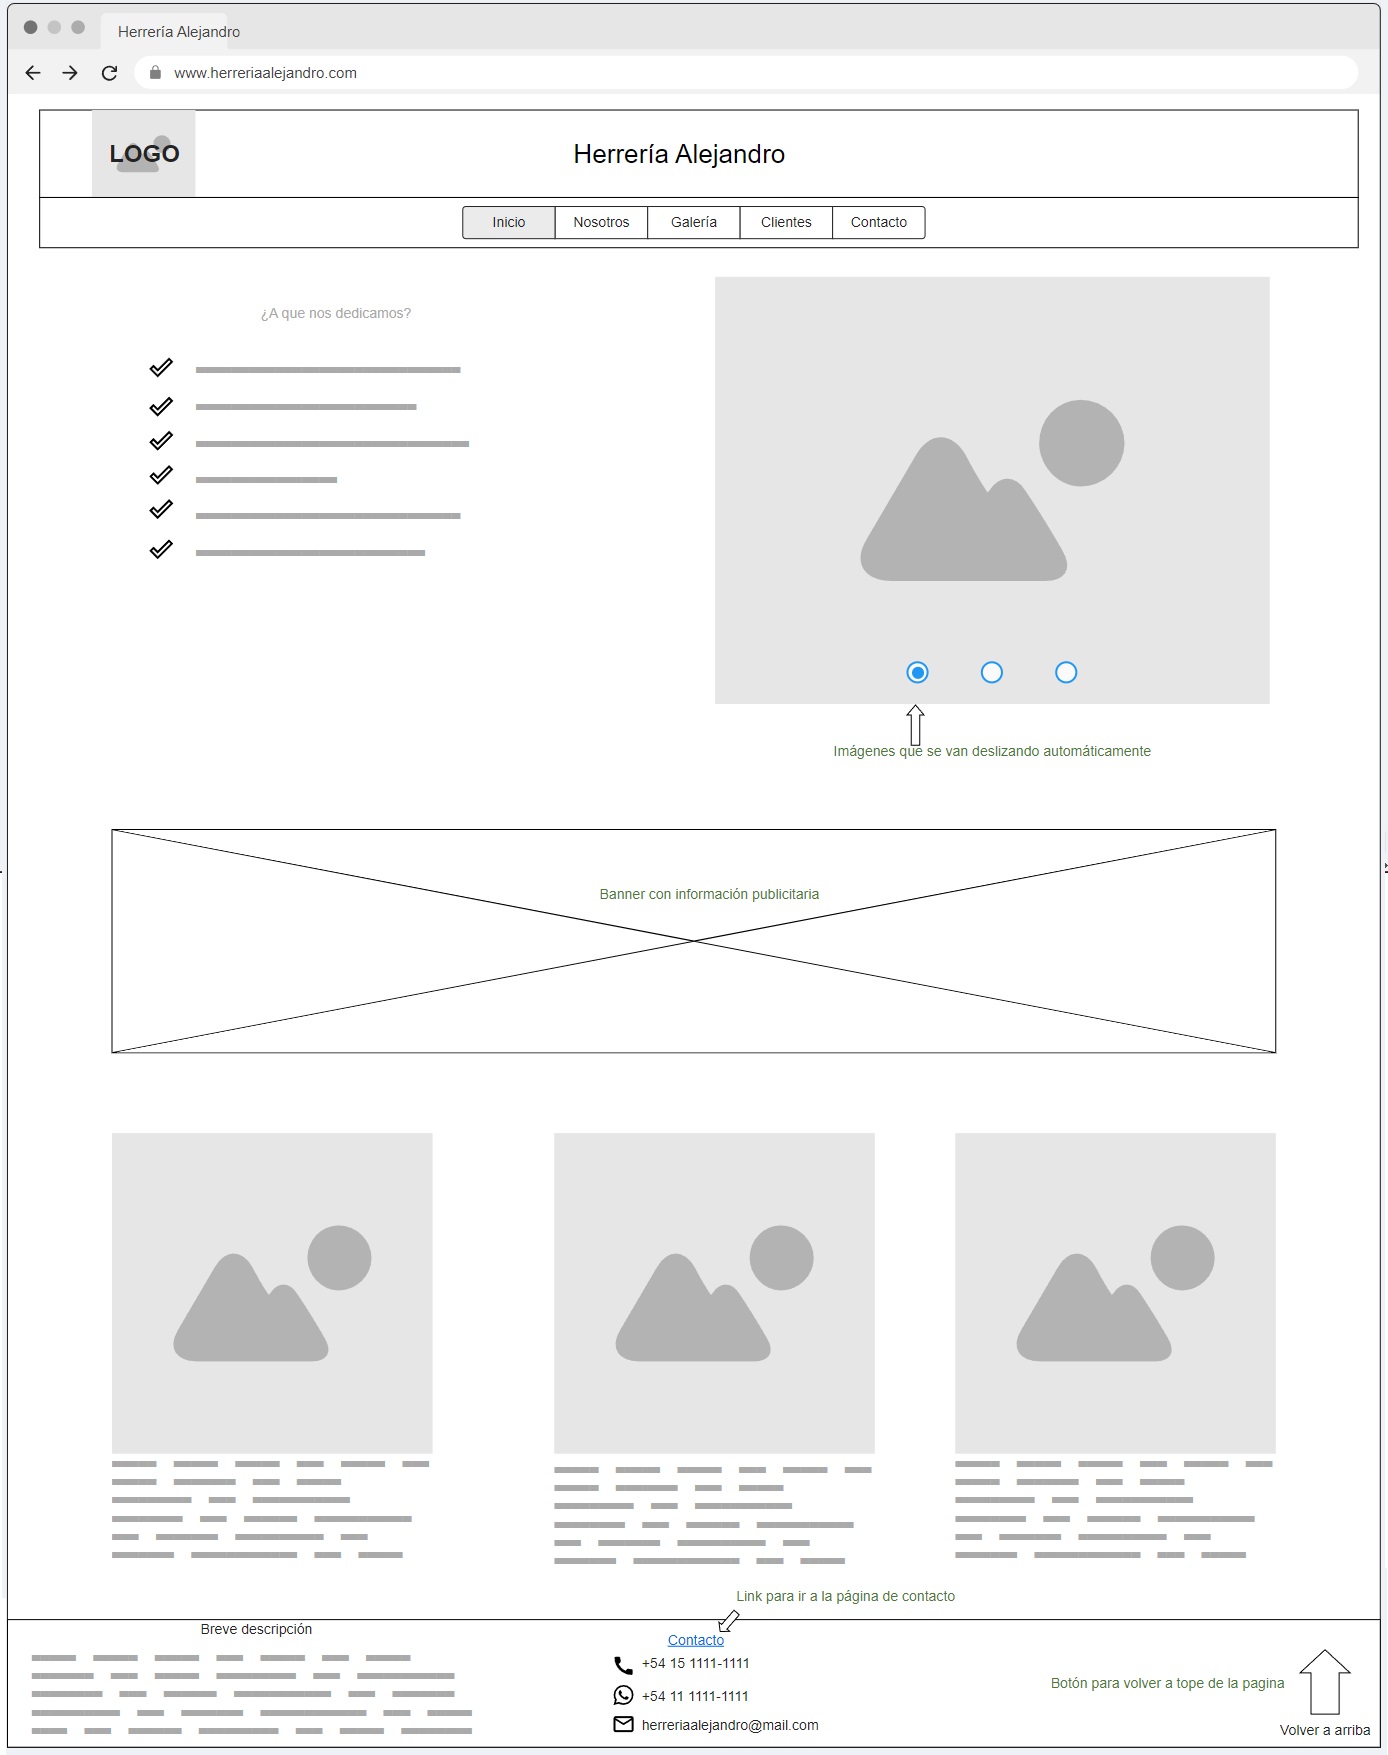 Herrería Alejandro
www.herreriaalejandro.com
LOGO
Herrería Alejandro
Inicio
Nosotros
Galería
Clientes
Contacto
¿A que nos dedicamos?
Imágenes que se van deslizando automáticamente
Banner con información publicitaria
Link para ir a la página de contacto
Breve descripción
Contacto
+54 15 1111-1111
+54 11 1111-1111
herreriaalejandro@mail.com
Botón para volver a tope de la pagina
Volver a arriba